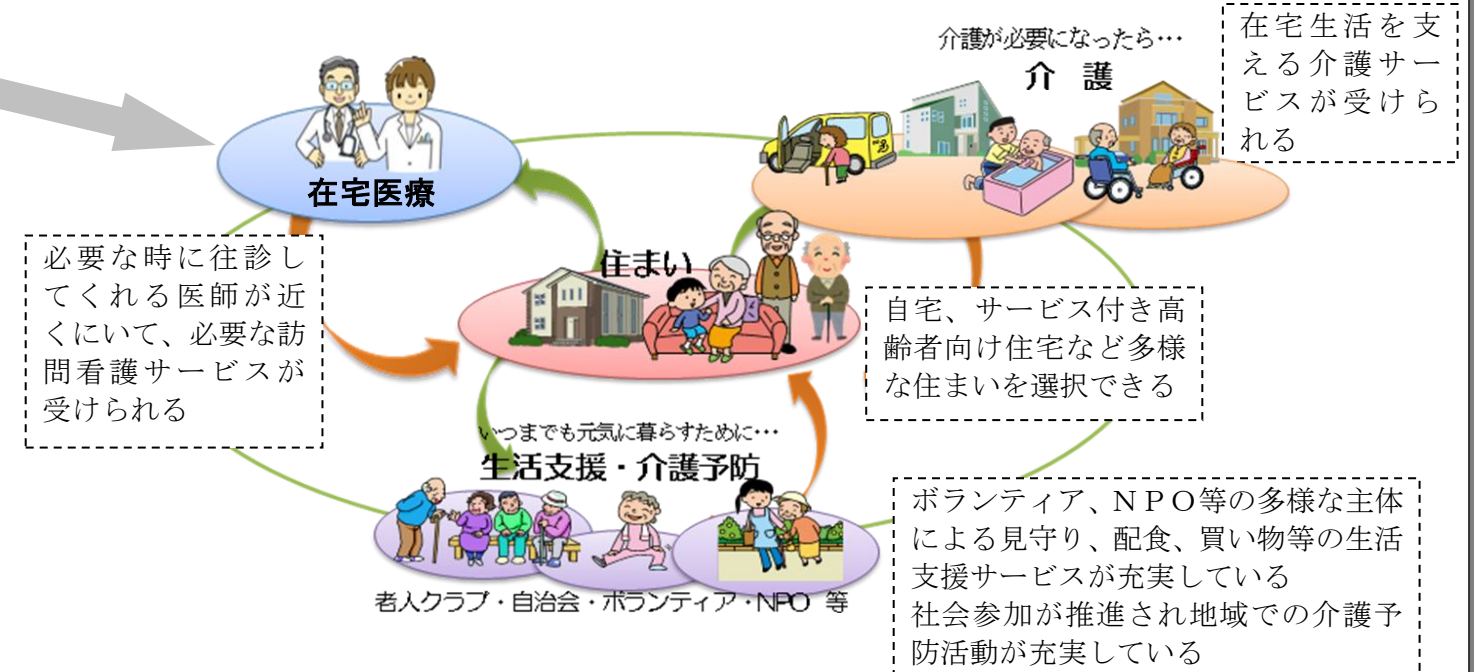 介護が必要になったら…
介 護
在宅生活を支
える介護サー
ビスが受けら
れる
在宅医療
必要な時に往診し
てくれる医師が近
くにいて、必要な訪
問看護サービスが
受けられる
住まい
自宅、サービス付き高
齢者向け住宅など多様
な住まいを選択できる
いつまでも元気に暮らすために…
生活支援・介護予防
老人クラブ・自治会・ボランティア・NPO 等
ボランティア、ＮＰＯ等の多様な主体
による見守り、配食、買い物等の生活
支援サービスが充実している
社会参加が推進され地域での介護予
防活動が充実している